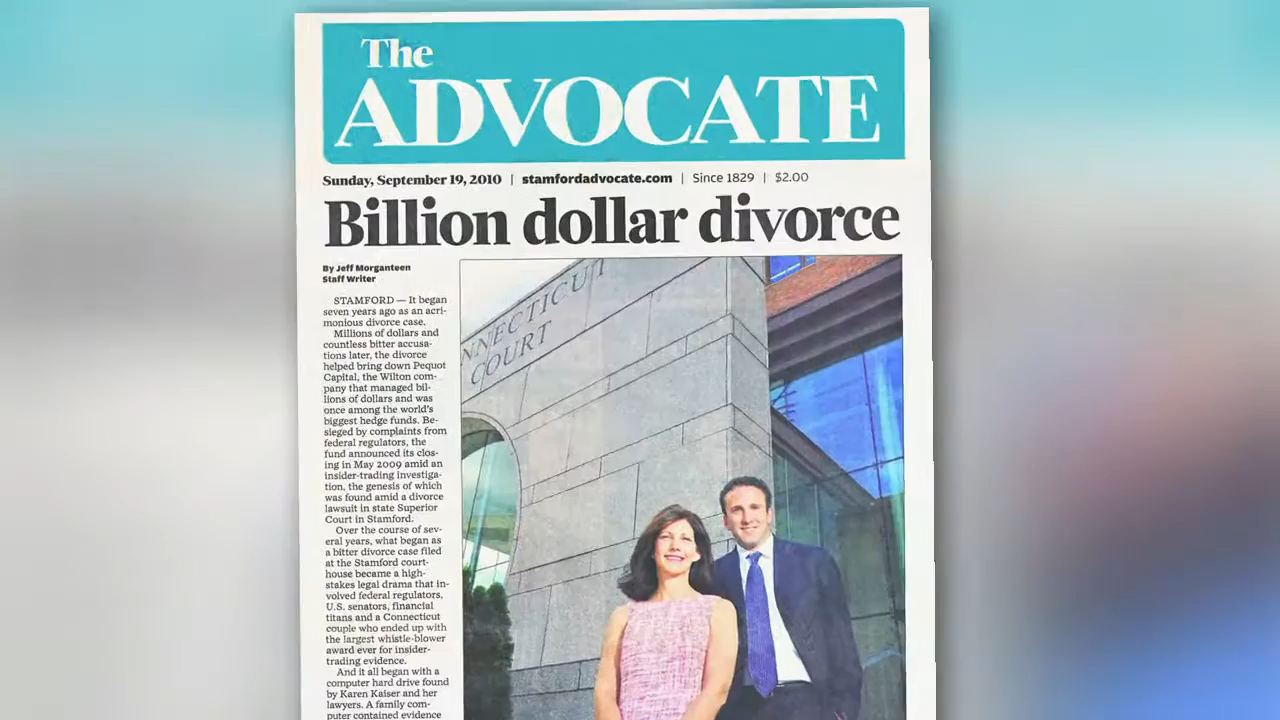 The
ADVOCATE
Sunday, September 19, 2010 | stamfordadvocate.com | Since 1829 | $2.00
Billion dollar divorce
By Jeff Morganteen
Staff Writer
STAMFORD — It began
seven years ago as an acri-
monious divorce case.
Millions of dollars and
countless bitter accusa-
tions later, the divorce
helped bring down Pequot
Capital, the Wilton com-
pany that managed bil-
lions of dollars and was
once among the world's
biggest hedge funds. Be-
sieged by complaints from
federal regulators, the
fund announced its clos-
ing in May 2009 amid an
insider-trading investiga-
tion, the genesis of which
was found amid a divorce
lawsuit in state Superior
Court in Stamford.
Over the course of sev-
eral years, what began as
a bitter divorce case filed
at the Stamford court-
house became a high-
stakes legal drama that in-
volved federal regulators,
U.S. senators, financial
titans and a Connecticut
couple who ended up with
the largest whistle-blower
award ever for insider-
trading evidence.
And it all began with a
computer hard drive found
by Karen Kaiser and her
lawyers. A family com-
puter contained evidence
NNECTICUT
COURT